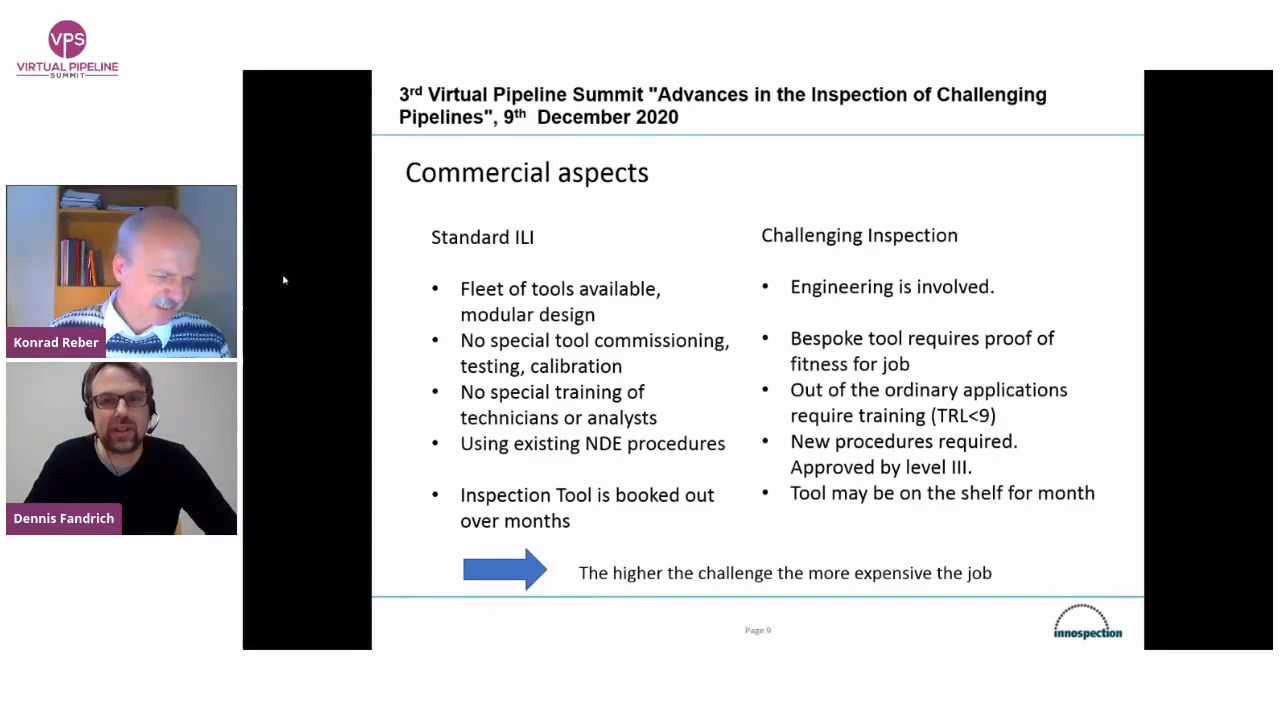 VPS
VIRTUAL PIPELINE
SUMMIT
3rd Virtual Pipeline Summit "Advances in the Inspection of Challenging
Pipelines", 9th December 2020
Commercial aspects
Standard ILI
• Fleet of tools available,
modular design
• No special tool commissioning,
testing, calibration
• No special training of
technicians or analysts
• Using existing NDE procedures
• Inspection Tool is booked out
over months
Challenging Inspection
• Engineering is involved.
• Bespoke tool requires proof of
fitness for job
• Out of the ordinary applications
require training (TRL<9)
• New procedures required.
Approved by level III.
• Tool may be on the shelf for month
The higher the challenge the more expensive the job
Page 9
innospection
Konrad Reber
Dennis Fandrich